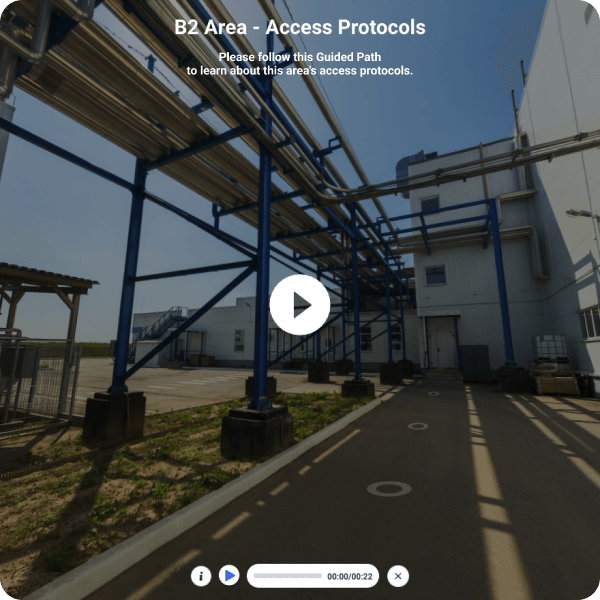 B2 Area - Access Protocols
Please follow this Guided Path
to learn about this area's access protocols.
i
00:00/00:22